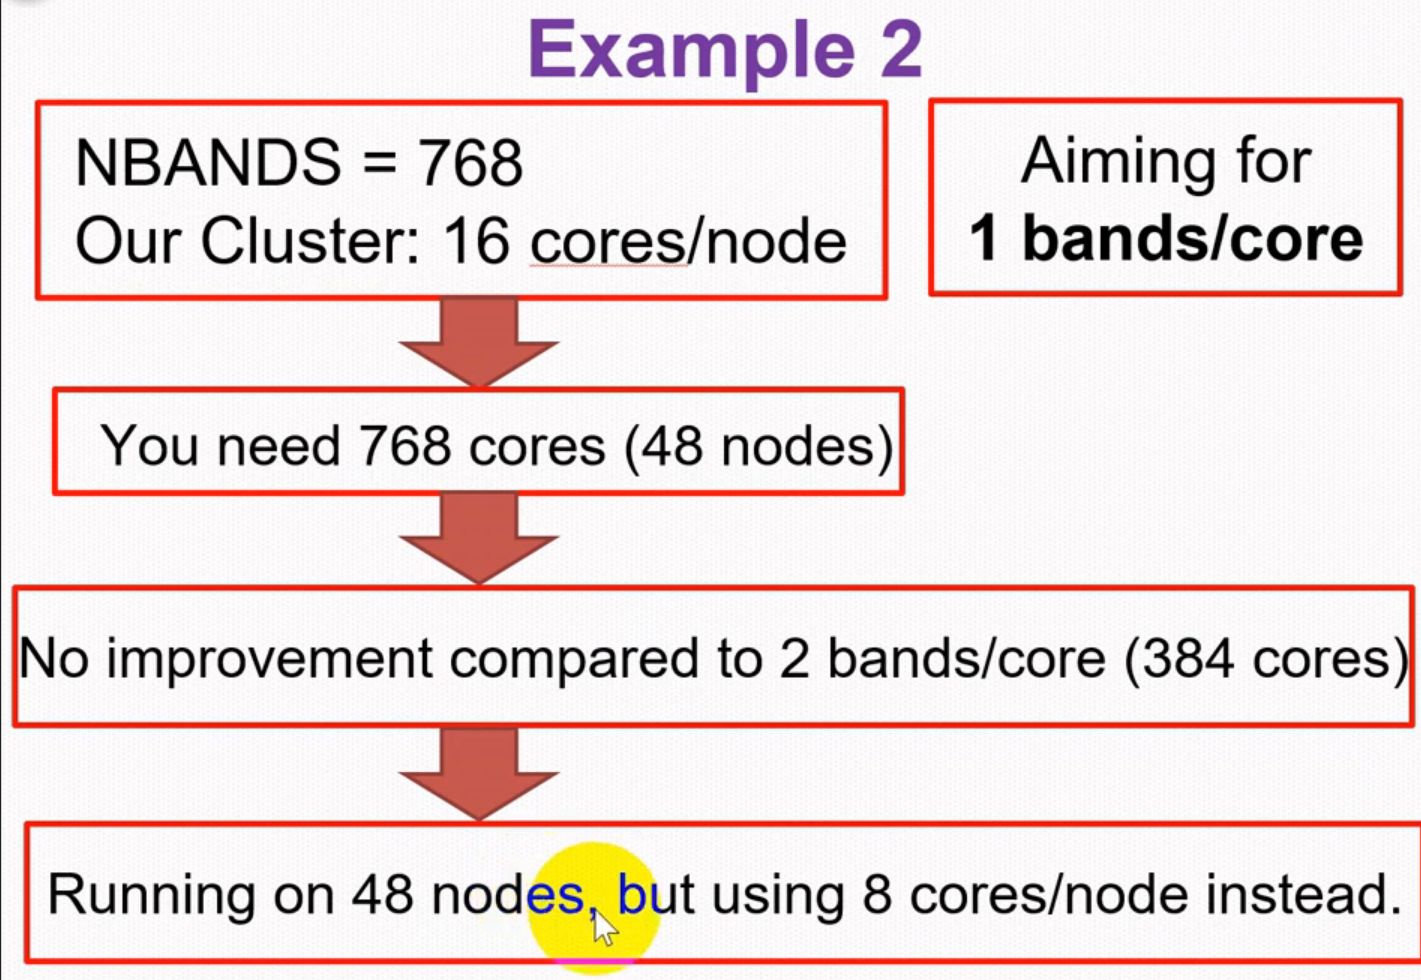 Example 2
NBANDS = 768
Our Cluster: 16 cores/node
Aiming for
1 bands/core
You need 768 cores (48 nodes)
No improvement compared to 2 bands/core (384 cores)
Running on 48 nodes, but using 8 cores/node instead.